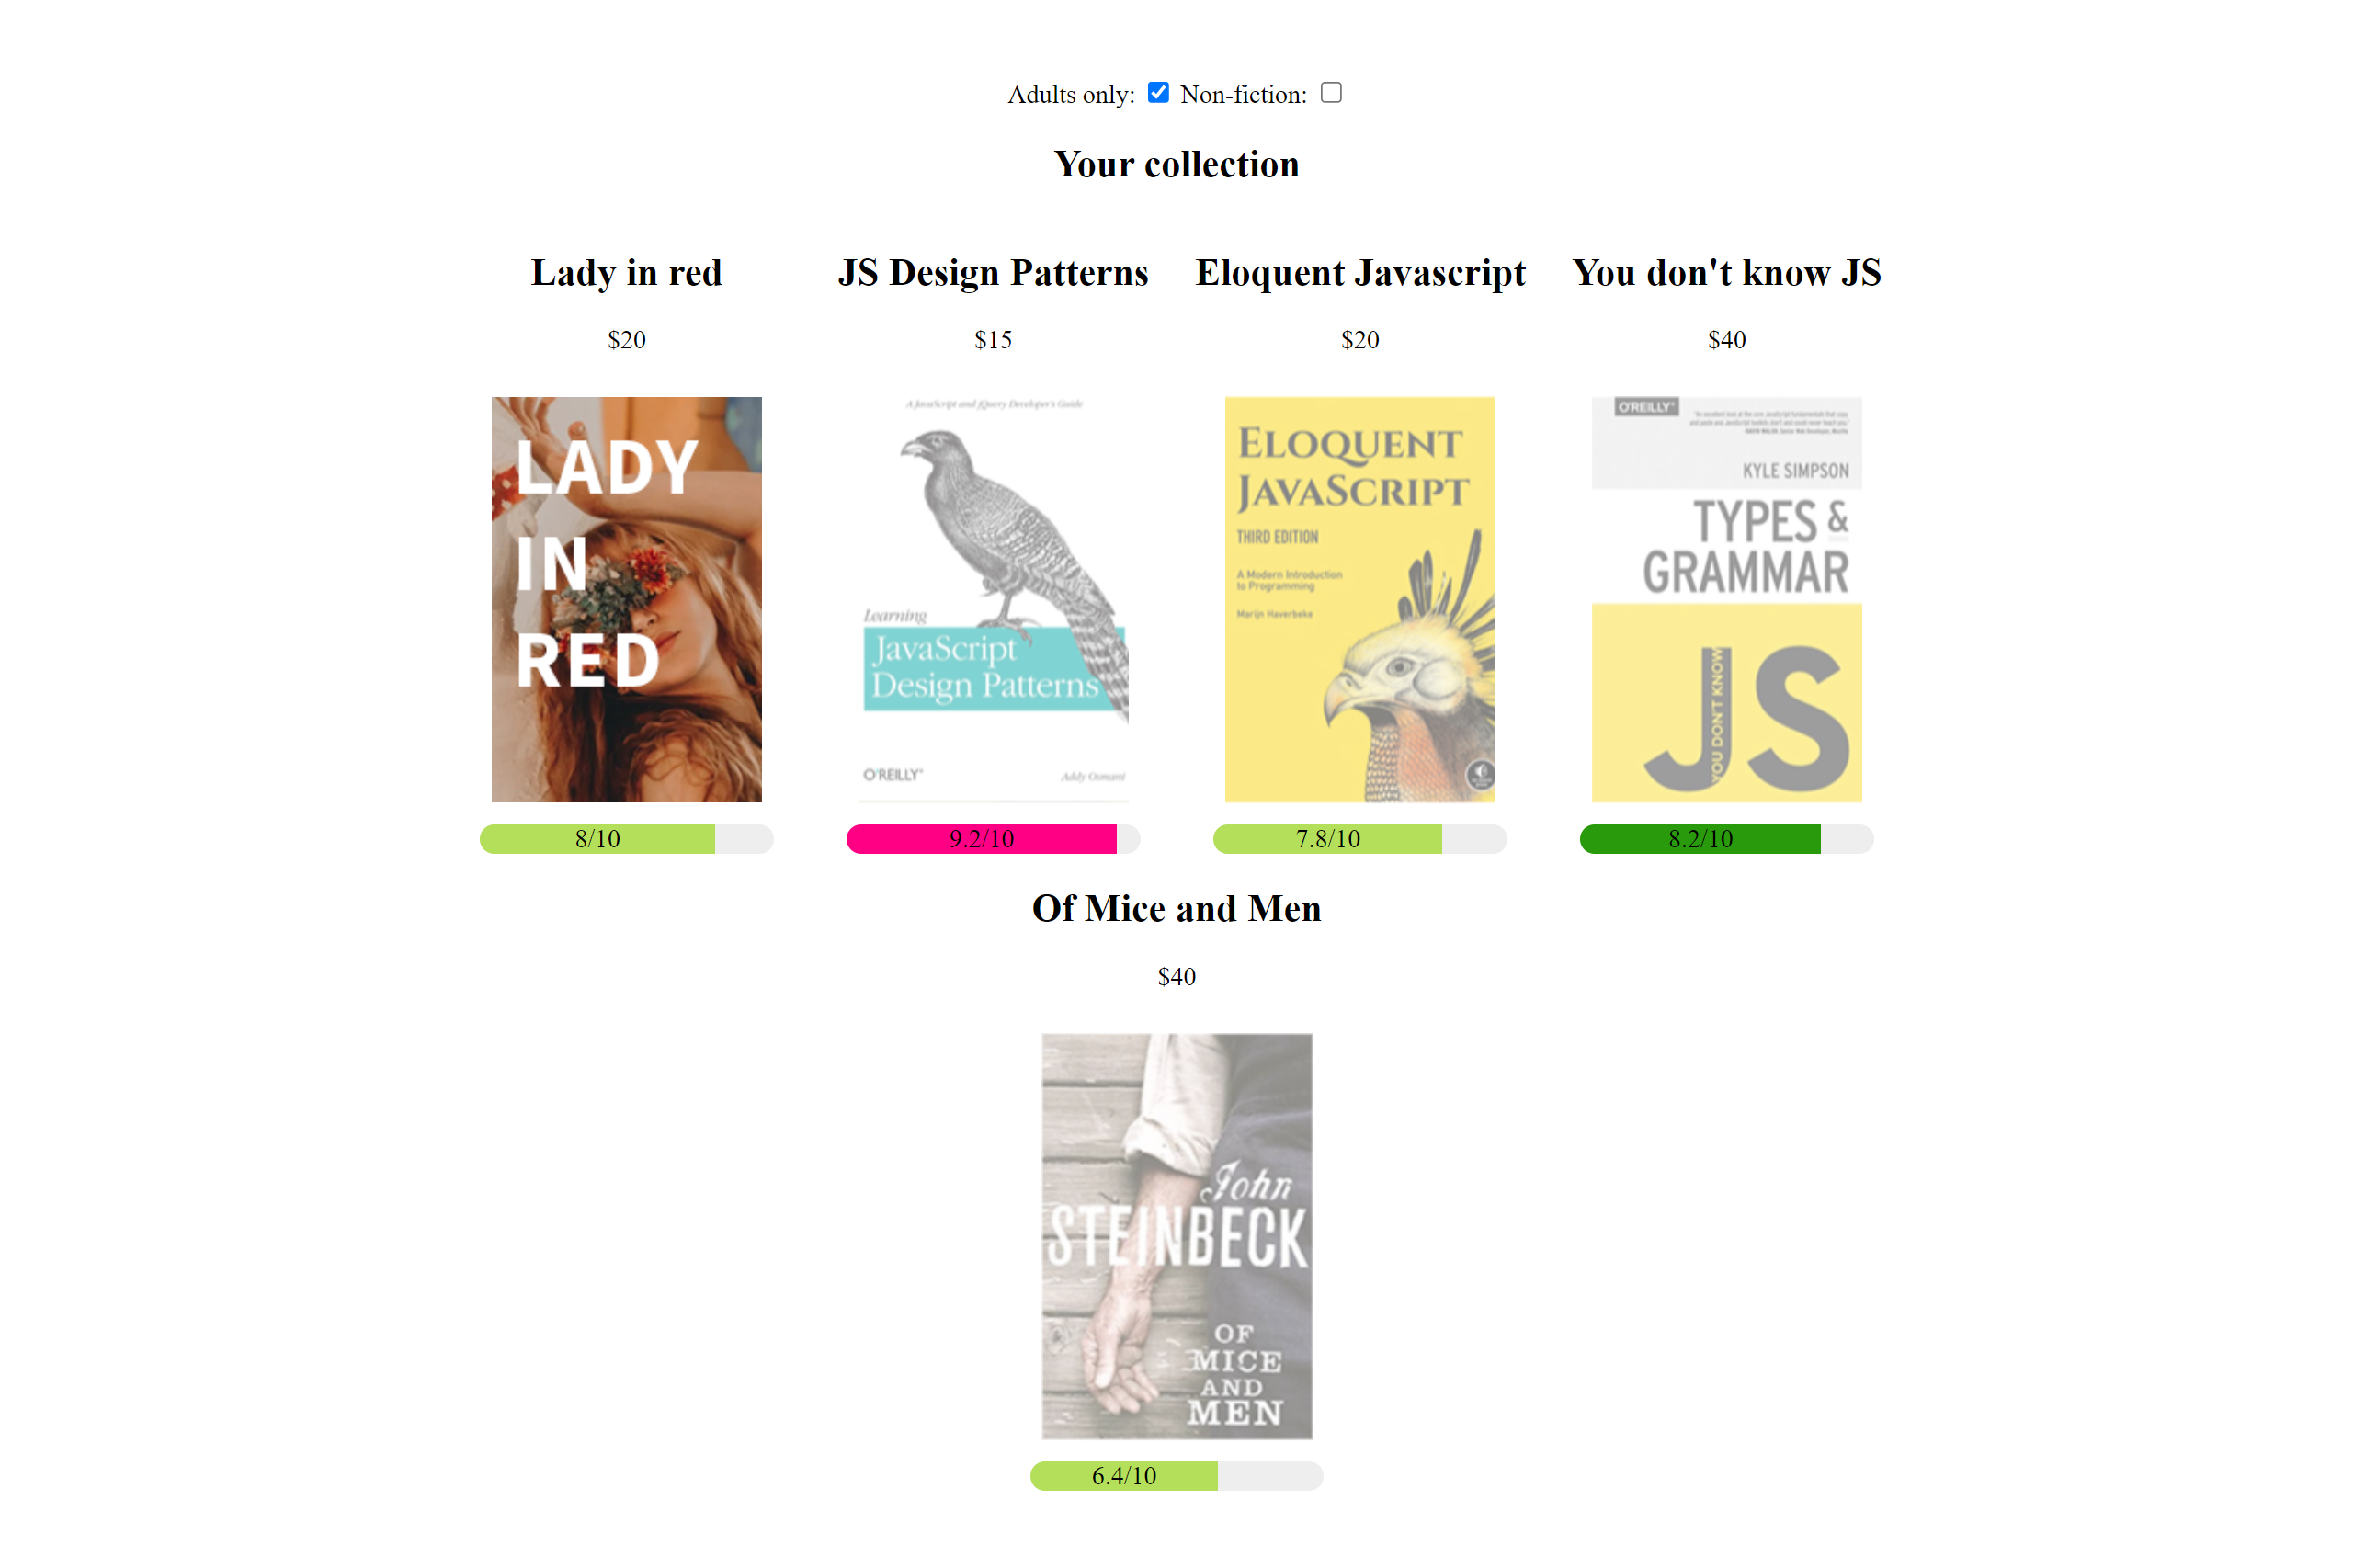 Adults only: Non-fiction:
Your collection
Lady in red
$20
LADY
IN
RED
8/10
JS Design Patterns
$15
A JavaScript and jQuery Developer's Guide
Learning
JavaScript
Design Patterns
O'REILLY®
Addy Osmani
9.2/10
Eloquent Javascript
$20
ELOQUENT
JAVASCRIPT
THIRD EDITION
A Modern Introduction
to Programming
Marijn Haverbeke
7.8/10
You don't know JS
$40
O'REILLY®
KYLE SIMPSON
TYPES &
GRAMMAR
YOU DON'T KNOW
JS
8.2/10
Of Mice and Men
$40
John
STEINBECK
OF
MICE
AND
MEN
6.4/10